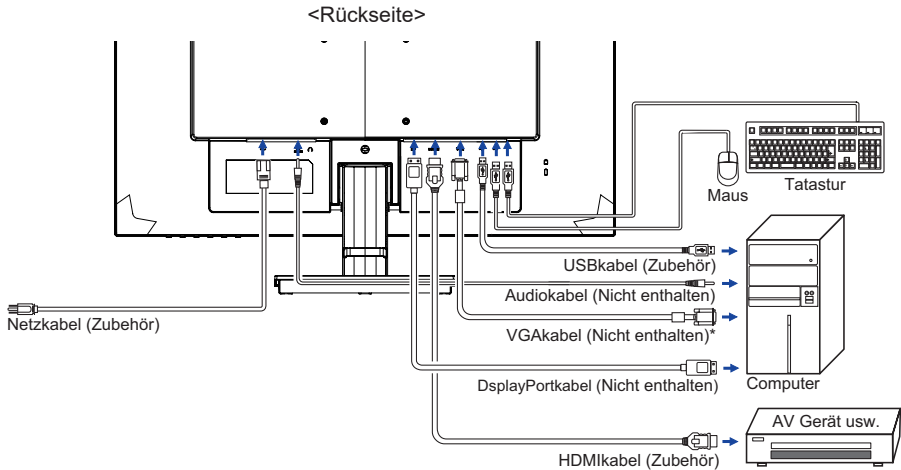 <Rückseite>
Maus
Tatastur
USBkabel (Zubehör)
Audiokabel (Nicht enthalten)
Netzkabel (Zubehör)
VGAkabel (Nicht enthalten)*
DsplayPortkabel (Nicht enthalten)
Computer
AV Gerät usw.
HDMIkabel (Zubehör)